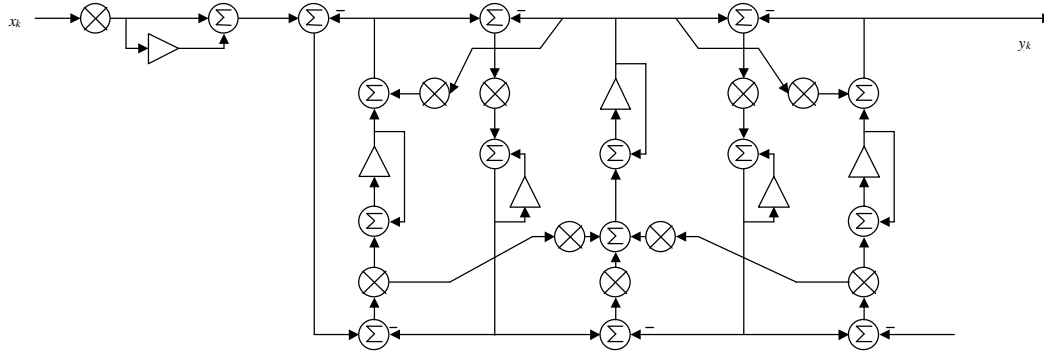 x_k Σ Σ – Σ – Σ –
y_k
Σ Σ
Σ Σ Σ
Σ Σ Σ
Σ – Σ – Σ –